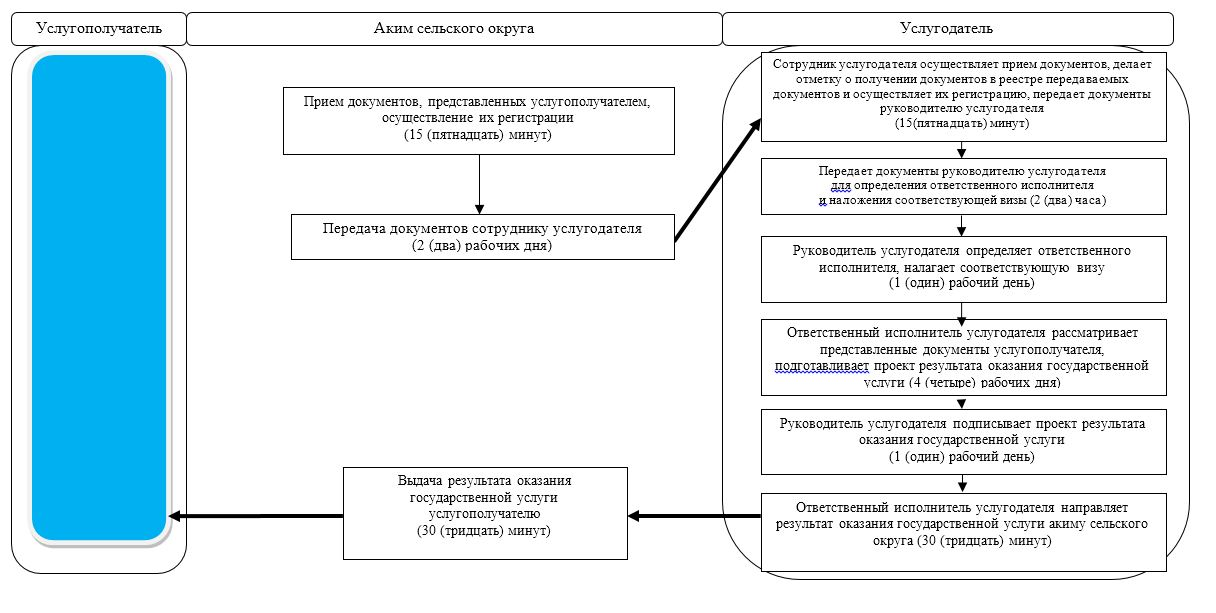 Услугополучатель
Аким сельского округа
Услугодатель
Прием документов, представленных услугополучателем,
осуществление их регистрации
(15 (пятнадцать) минут)
Передача документов сотруднику услугодателя
(2 (два) рабочих дня)
Сотрудник услугодателя осуществляет прием документов, делает
отметку о получении документов в реестре передаваемых
документов и осуществляет их регистрацию, передает документы
руководителю услугодателя
(15(пятнадцать) минут)
Передает документы руководителю услугодателя
для определения ответственного исполнителя
и наложения соответствующей визы (2 (два) часа)
Руководитель услугодателя определяет ответственного
исполнителя, налагает соответствующую визу
(1 (один) рабочий день)
Ответственный исполнитель услугодателя рассматривает
представленные документы услугополучателя,
подготавливает проект результата оказания государственной
услуги (4 (четыре) рабочих дня)
Руководитель услугодателя подписывает проект результата
оказания государственной услуги
(1 (один) рабочий день)
Ответственный исполнитель услугодателя направляет
результат оказания государственной услуги акиму сельского
округа (30 (тридцать) минут)
Выдача результата оказания
государственной услуги
услугополучателю
(30 (тридцать) минут)